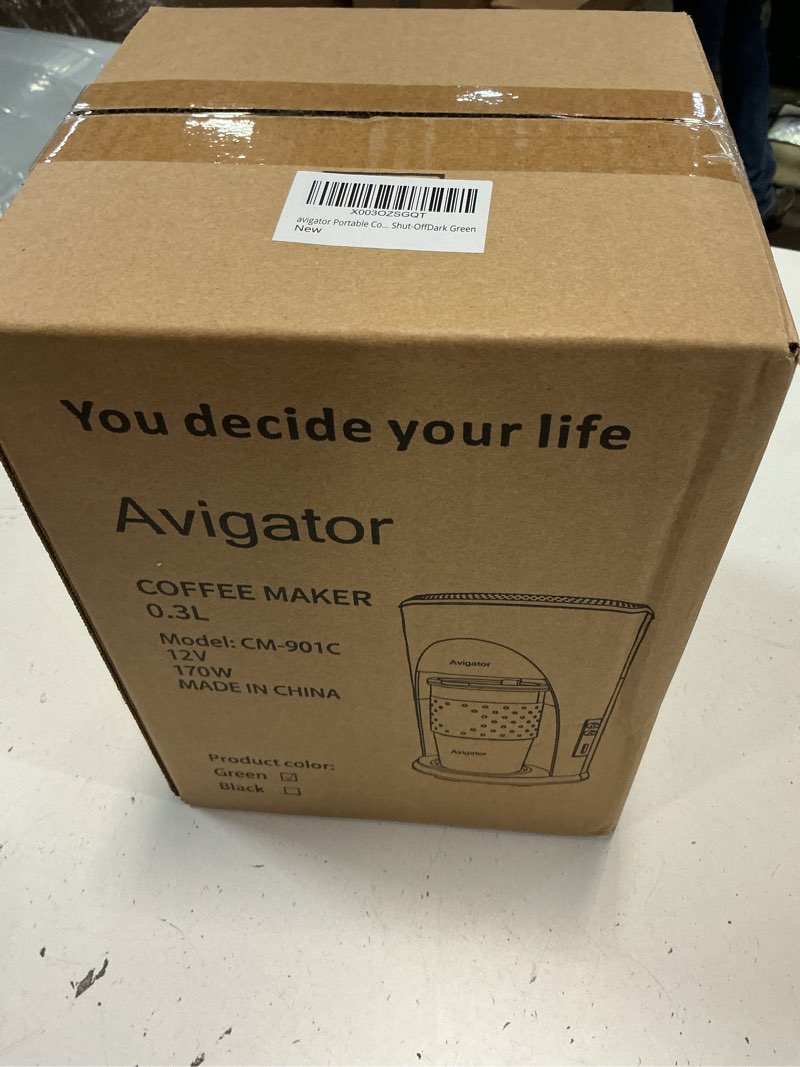 X003OZSGQT
avigator Portable Co... Shut-OffDark Green
New
You decide your life
Avigator
COFFEE MAKER
0.3L
Model: CM-901C
12V
170W
MADE IN CHINA
Avigator
Avigator
Product color:
Green ☑
Black ☐